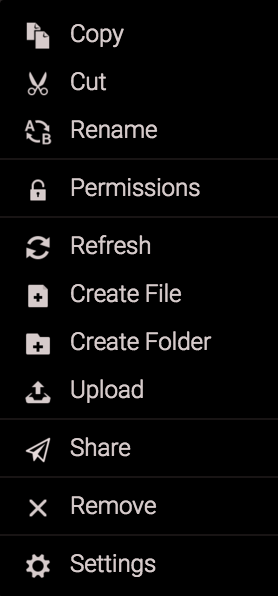 Copy
Cut
Rename
Permissions
Refresh
Create File
Create Folder
Upload
Share
Remove
Settings